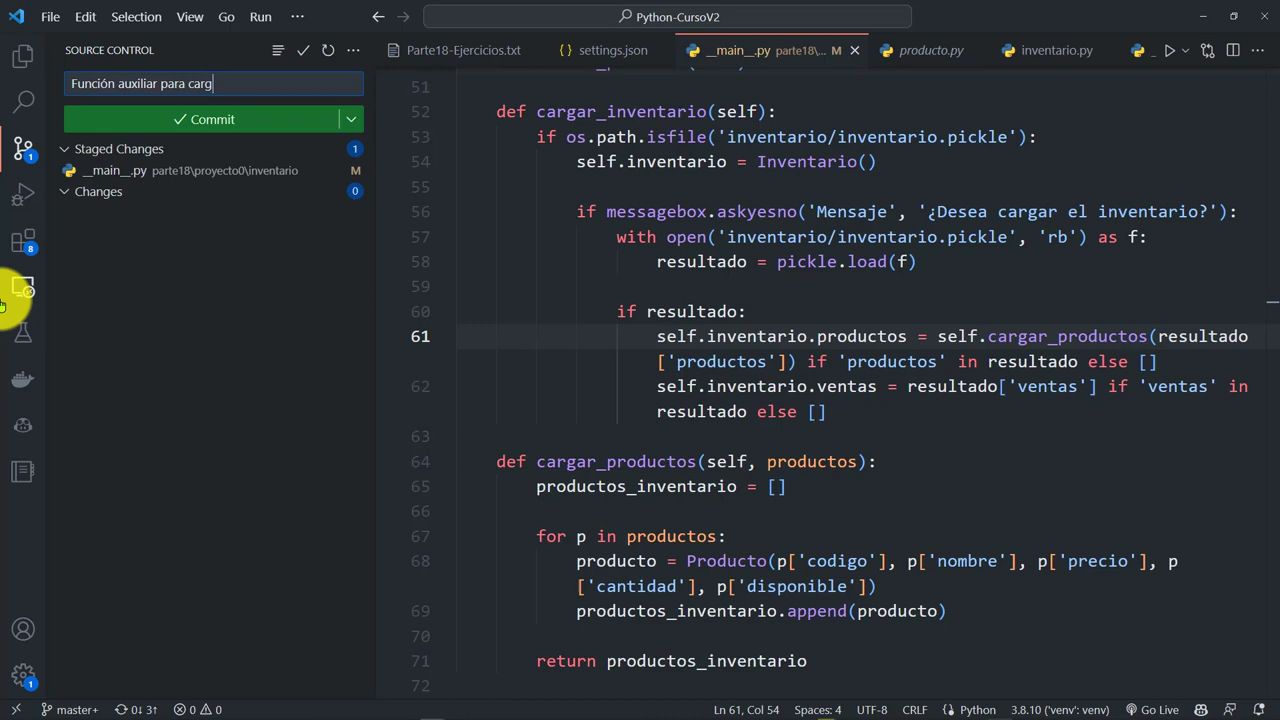 File Edit Selection View Go Run ··· Python-CursoV2
SOURCE CONTROL
Función auxiliar para carg
Commit
Staged Changes 1
__main__.py parte18\proyecto0\inventario M
Changes 0
1
8
1
Parte18-Ejercicios.txt settings.json __main__.py parte18\... M producto.py inventario.py
51
52 def cargar_inventario(self):
53 if os.path.isfile('inventario/inventario.pickle'):
54 self.inventario = Inventario()
55
56 if messagebox.askyesno('Mensaje', '¿Desea cargar el inventario?'):
57 with open('inventario/inventario.pickle', 'rb') as f:
58 resultado = pickle.load(f)
59
60 if resultado:
61 self.inventario.productos = self.cargar_productos(resultado
['productos']) if 'productos' in resultado else []
62 self.inventario.ventas = resultado['ventas'] if 'ventas' in
resultado else []
63
64 def cargar_productos(self, productos):
65 productos_inventario = []
66
67 for p in productos:
68 producto = Producto(p['codigo'], p['nombre'], p['precio'], p
['cantidad'], p['disponible'])
69 productos_inventario.append(producto)
70
71 return productos_inventario
72
master+ 0↓ 3↑ 0 0 Ln 61, Col 54 Spaces: 4 UTF-8 CRLF Python 3.8.10 ('venv': venv) Go Live